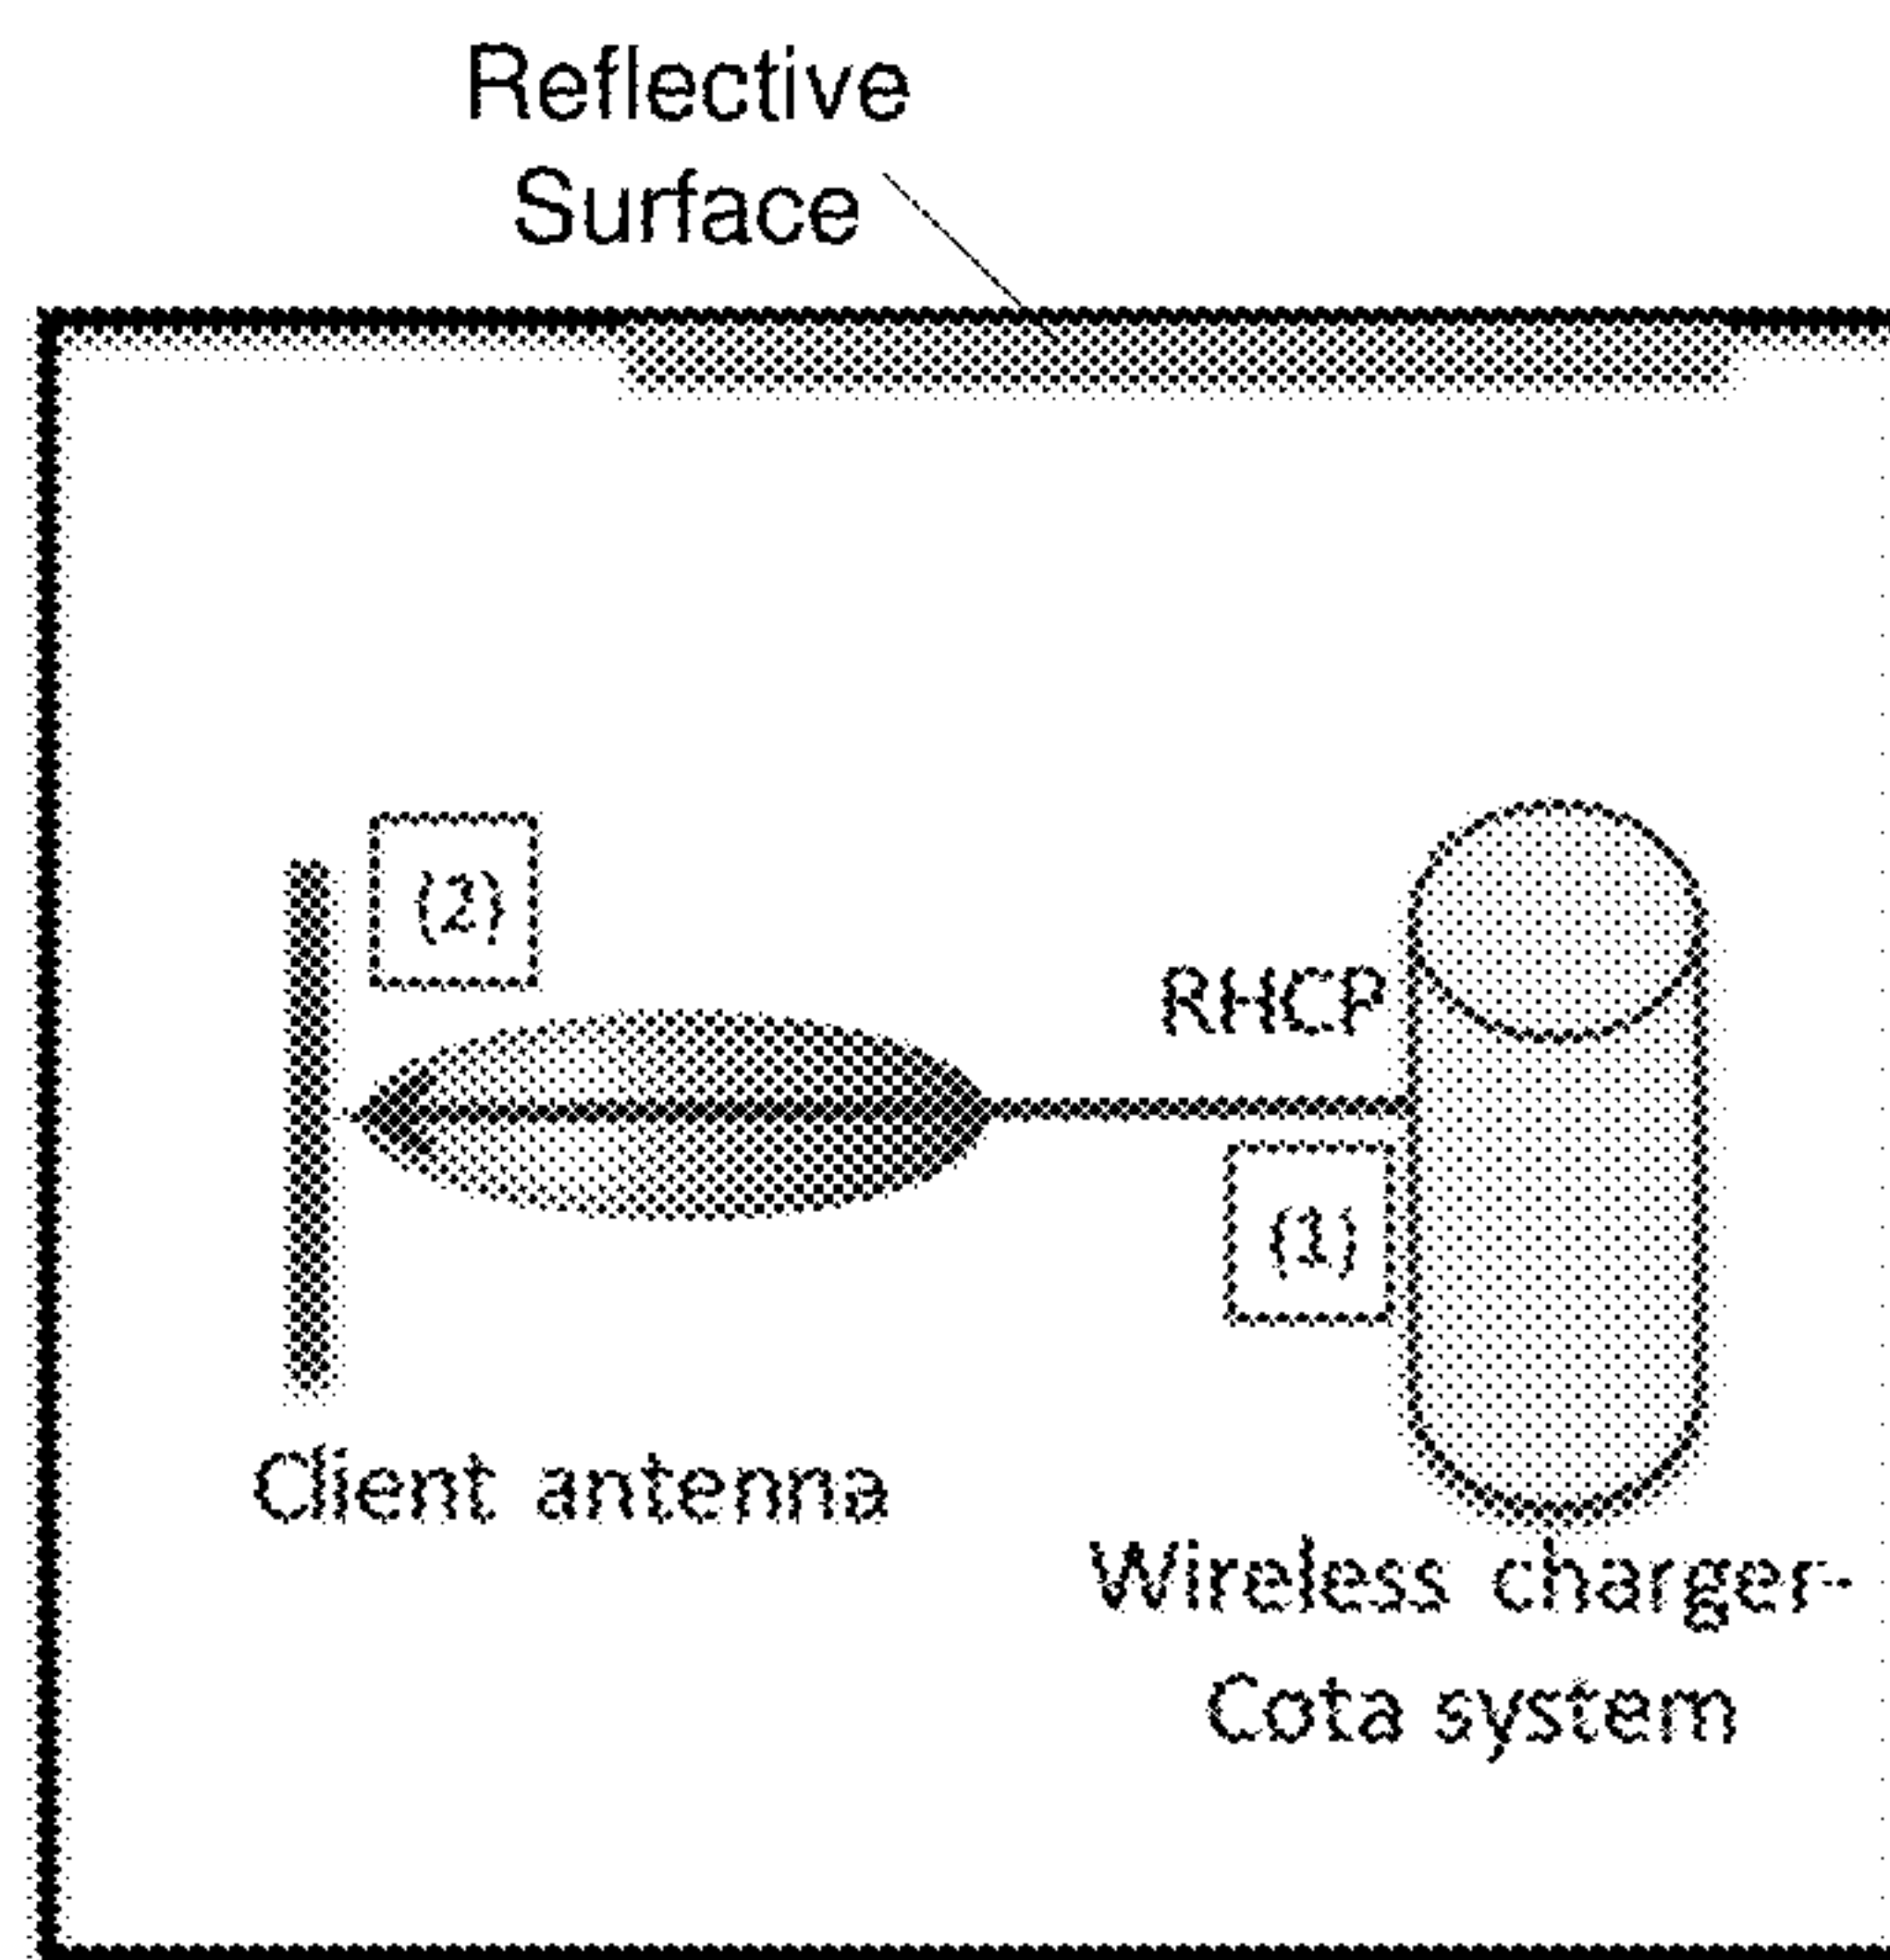 Reflective
Surface
(2)
RHCP
(1)
Client antenna
Wireless charger-
Cota system